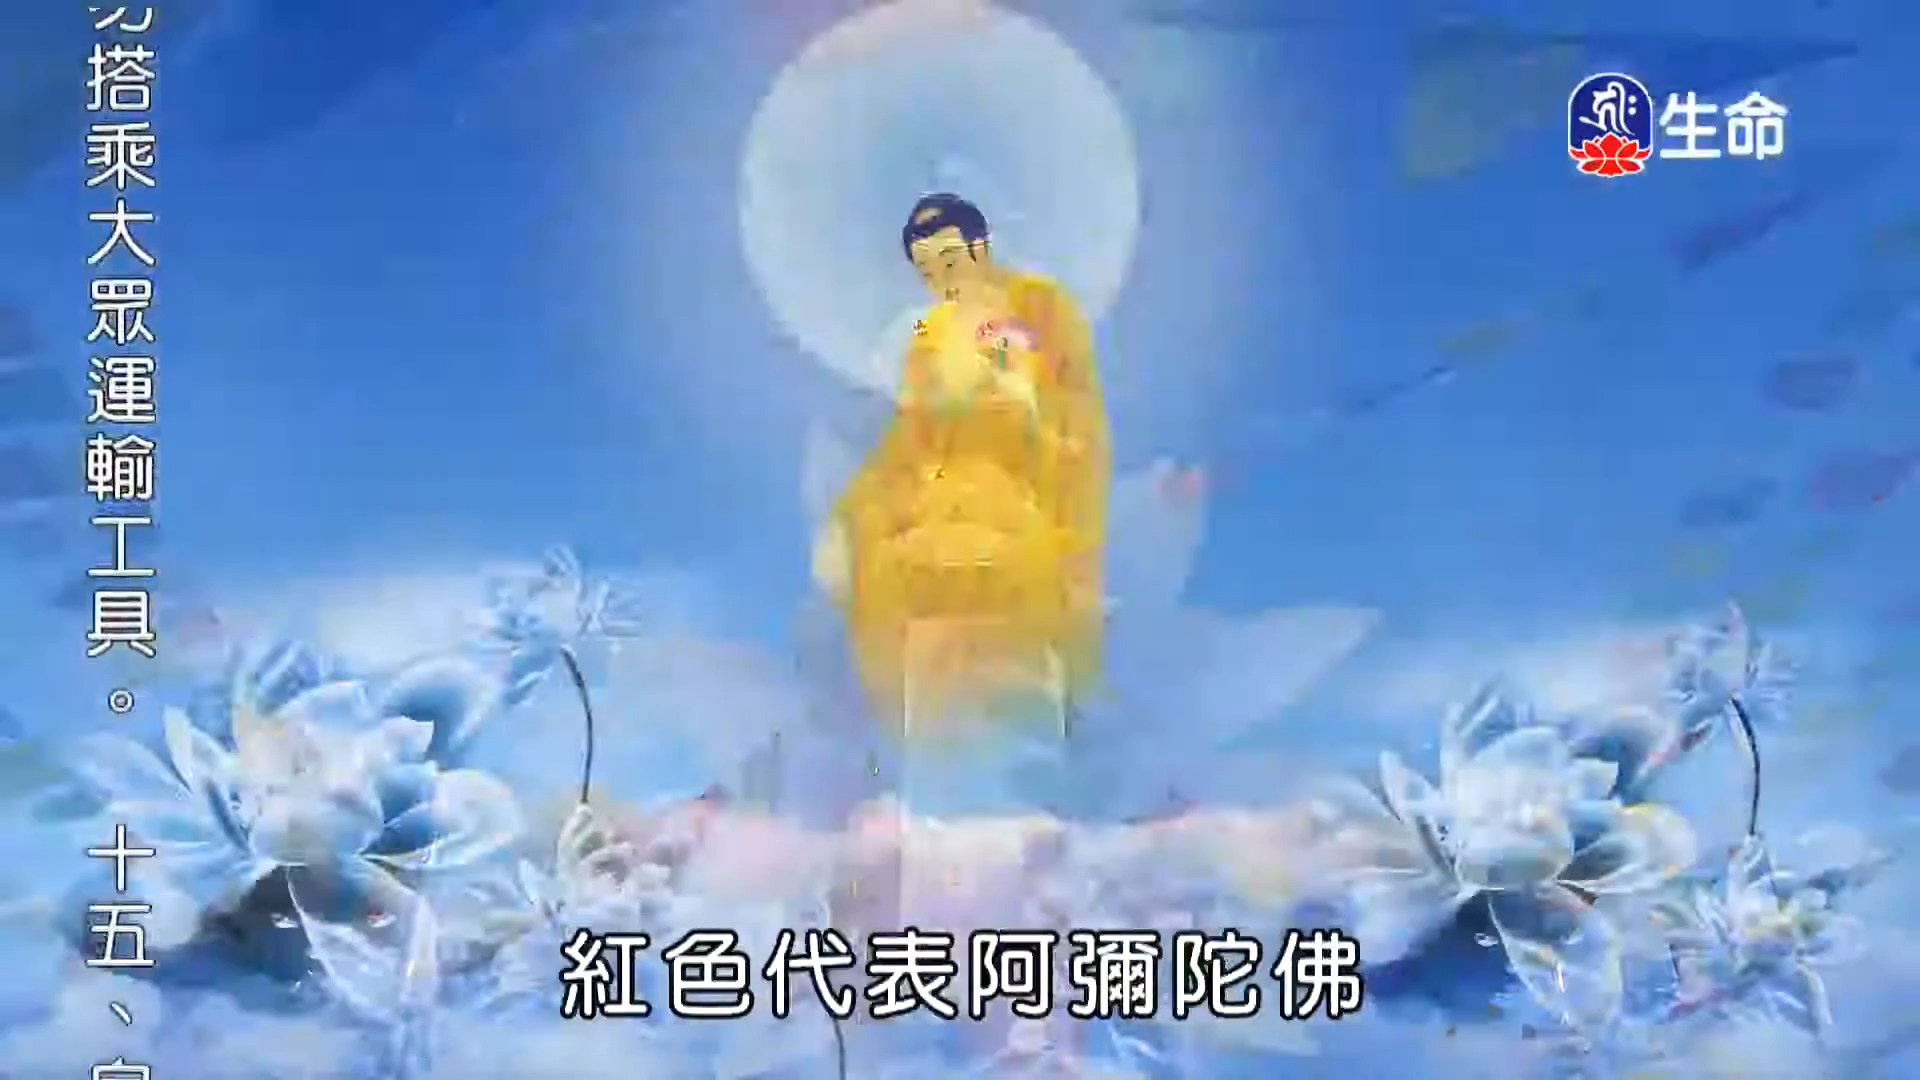 搭乘大眾運輸工具。 十五、
生命
紅色代表阿彌陀佛